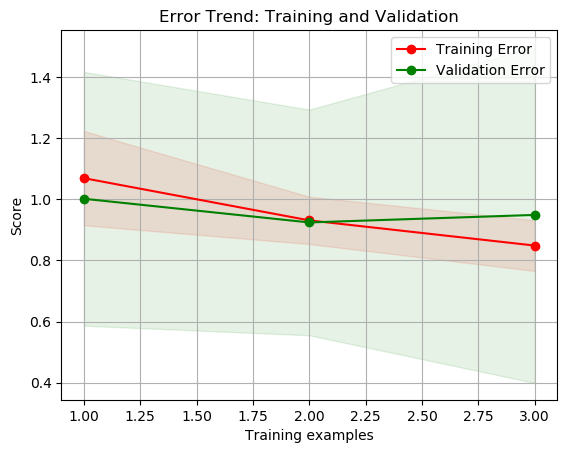 Error Trend: Training and Validation
Training Error
Validation Error
Score
1.4
1.2
1.0
0.8
0.6
0.4
1.00 1.25 1.50 1.75 2.00 2.25 2.50 2.75 3.00
Training examples